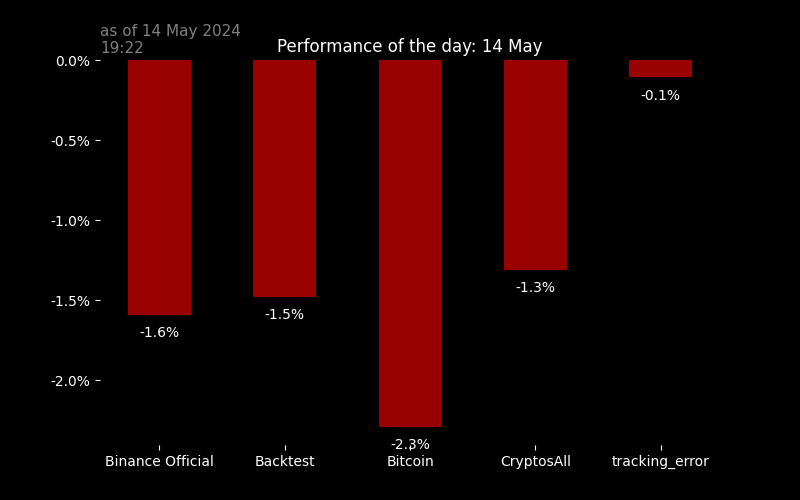 as of 14 May 2024
19:22
Performance of the day: 14 May
0.0%
-0.5%
-1.0%
-1.5%
-2.0%
-1.6%
-1.5%
-2.3%
-1.3%
-0.1%
Binance Official
Backtest
Bitcoin
CryptosAll
tracking_error